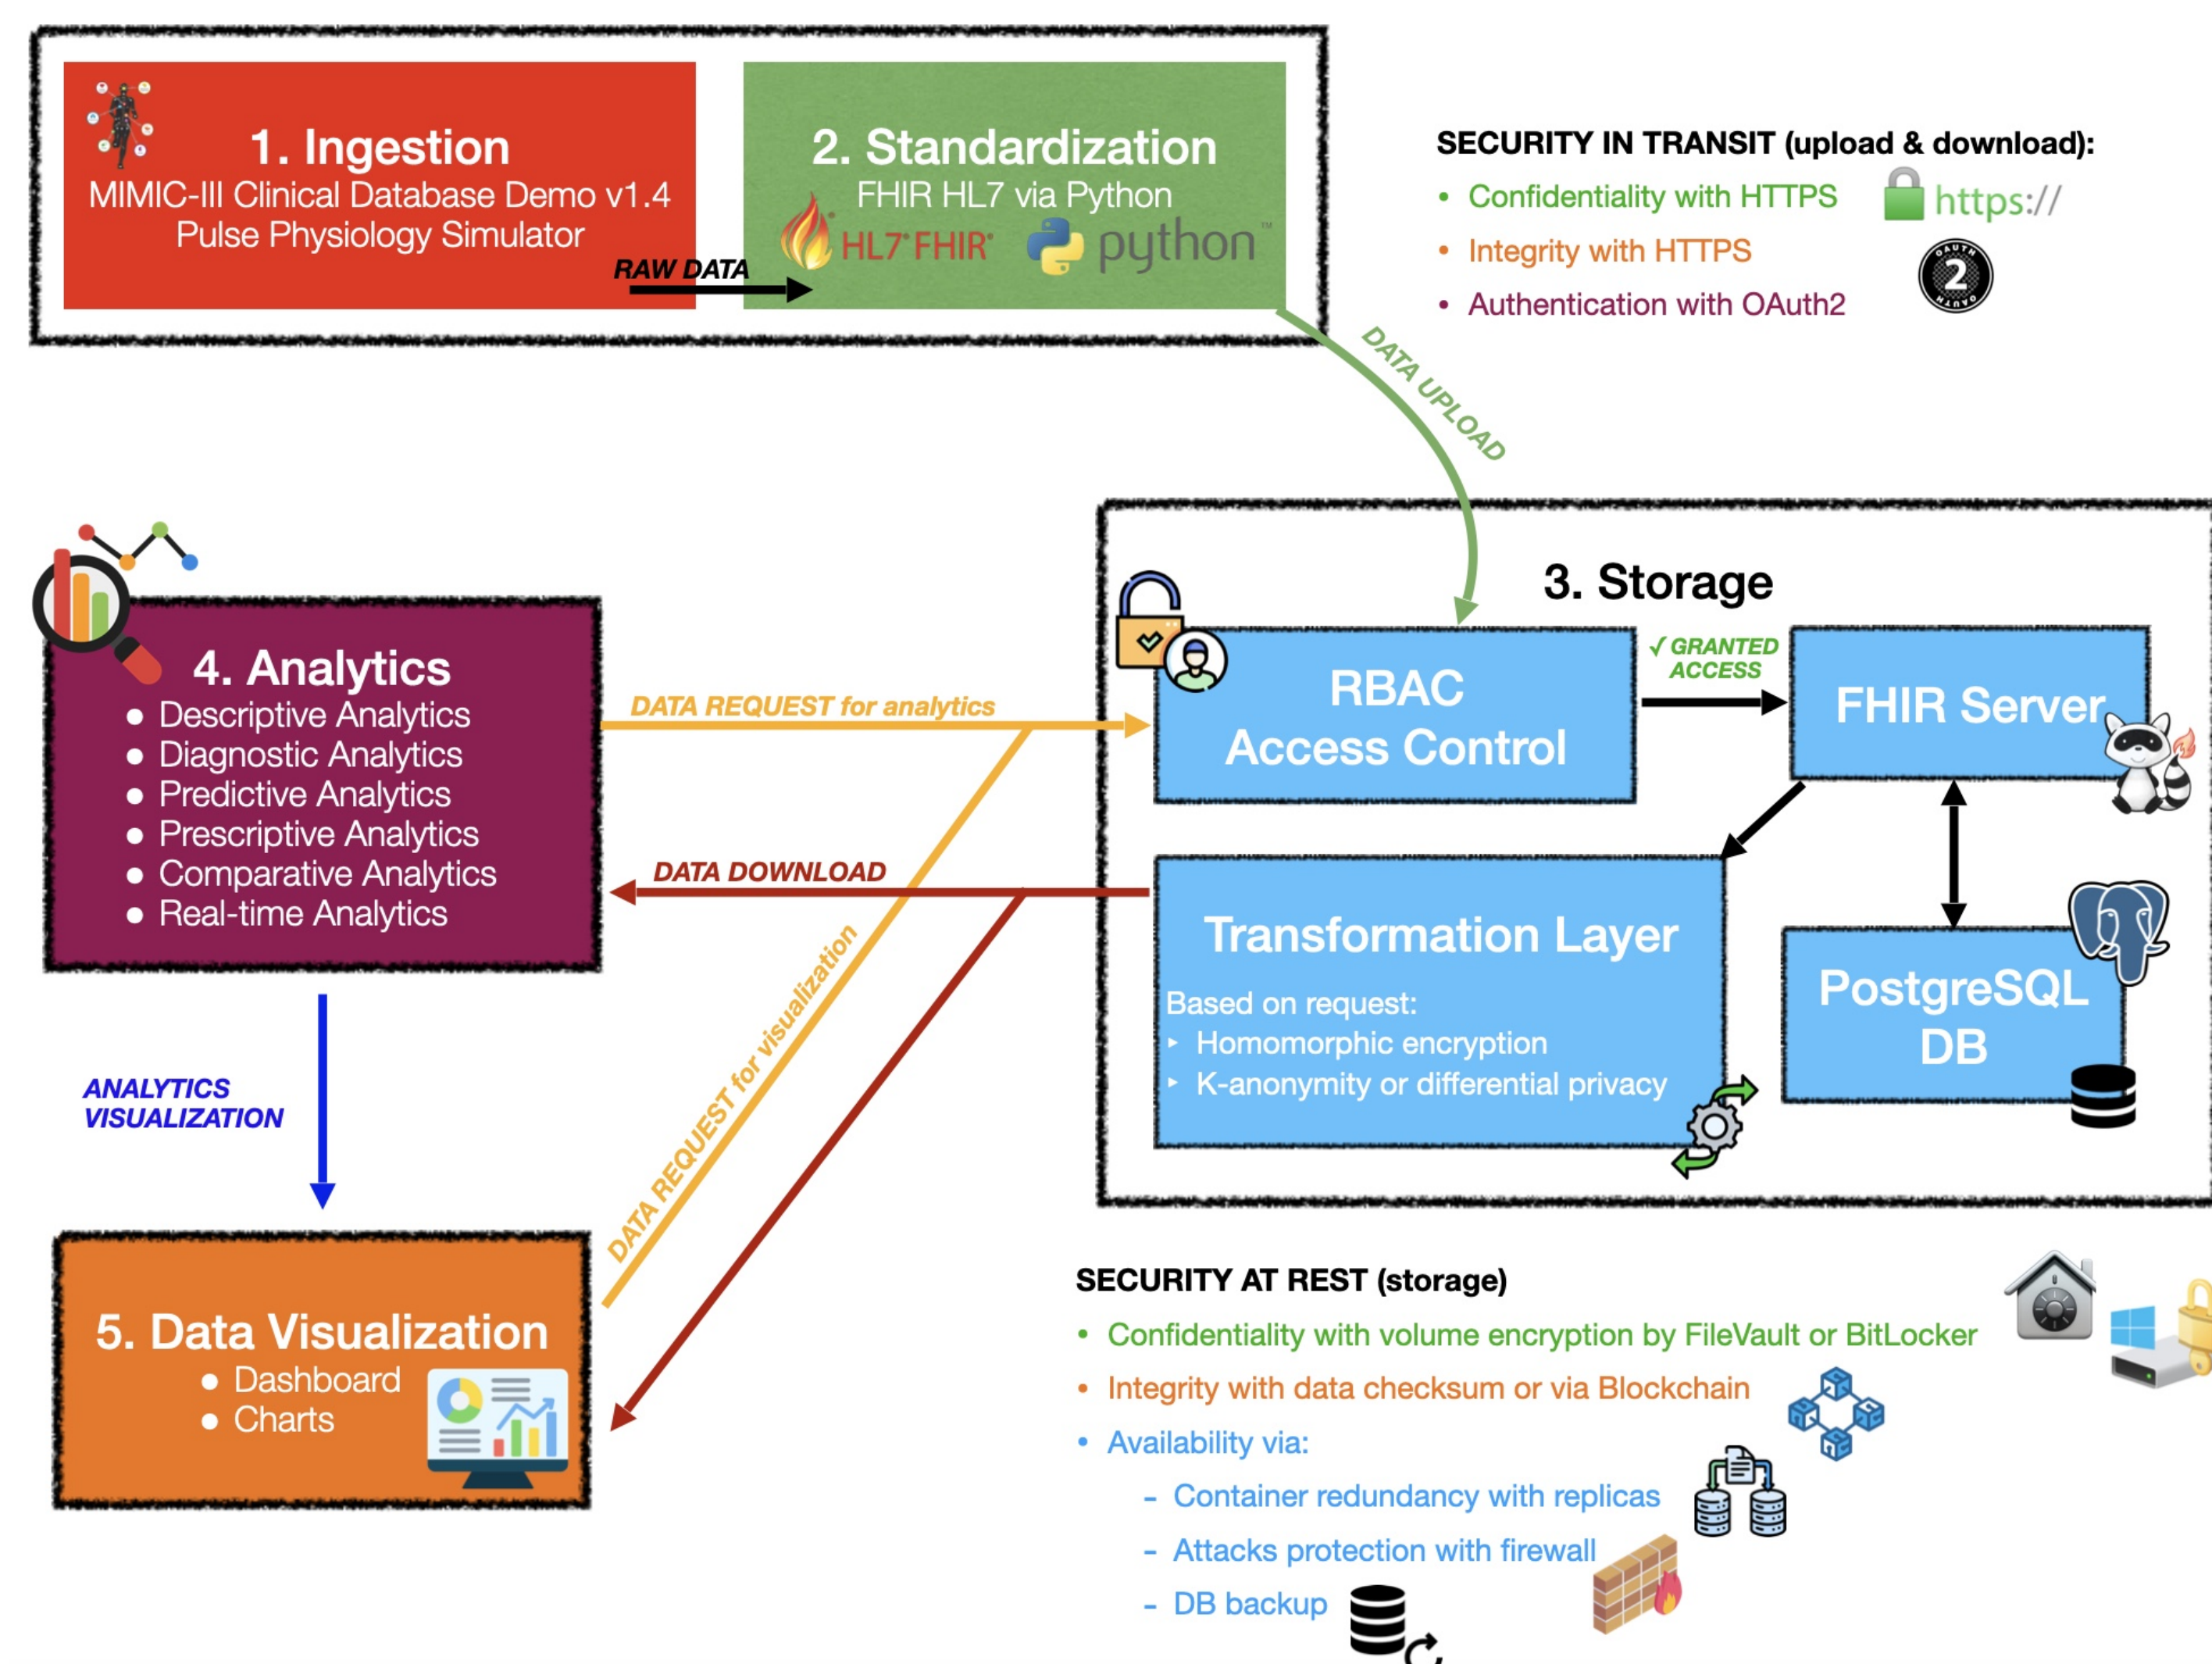 1. Ingestion
MIMIC-III Clinical Database Demo v1.4
Pulse Physiology Simulator
RAW DATA
2. Standardization
FHIR HL7 via Python
HL7® FHIR®
python™
SECURITY IN TRANSIT (upload & download):
• Confidentiality with HTTPS
https://
• Integrity with HTTPS
• Authentication with OAuth2
OAUTH
2
OAUTH
DATA UPLOAD
3. Storage
RBAC
Access Control
✓ GRANTED
ACCESS
FHIR Server
4. Analytics
● Descriptive Analytics
● Diagnostic Analytics
● Predictive Analytics
● Prescriptive Analytics
● Comparative Analytics
● Real-time Analytics
DATA REQUEST for analytics
DATA DOWNLOAD
DATA REQUEST for visualization
Transformation Layer
Based on request:
‣ Homomorphic encryption
‣ K-anonymity or differential privacy
PostgreSQL
DB
ANALYTICS
VISUALIZATION
5. Data Visualization
● Dashboard
● Charts
SECURITY AT REST (storage)
• Confidentiality with volume encryption by FileVault or BitLocker
• Integrity with data checksum or via Blockchain
• Availability via:
- Container redundancy with replicas
- Attacks protection with firewall
- DB backup